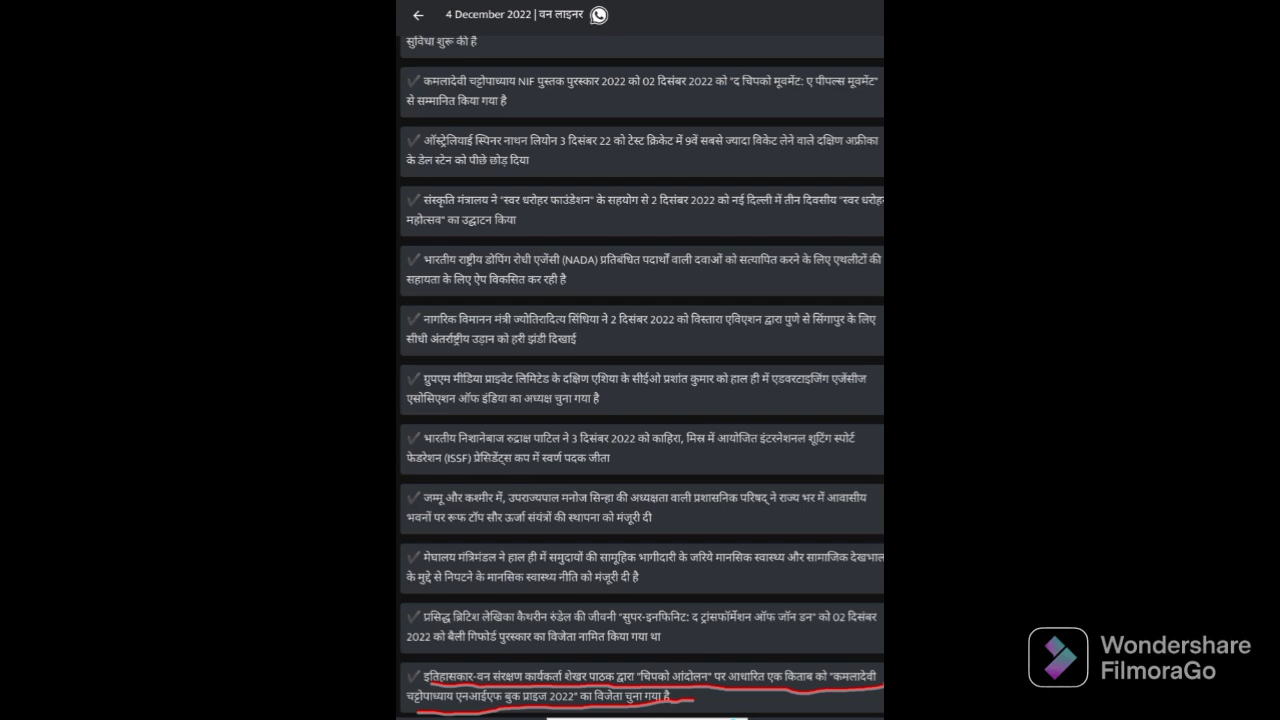 4 December 2022 | वन लाइनर
सुविधा शुरू की है
✓ कमलादेवी चट्टोपाध्याय NIF पुस्तक पुरस्कार 2022 को 02 दिसंबर 2022 को "द चिपको मूवमेंट: ए पीपल्स मूवमेंट"
से सम्मानित किया गया है
✓ ऑस्ट्रेलियाई स्पिनर नाथन लियोन 3 दिसंबर 22 को टेस्ट क्रिकेट में 9वें सबसे ज्यादा विकेट लेने वाले दक्षिण अफ्रीका
के डेल स्टेन को पीछे छोड़ दिया
✓ संस्कृति मंत्रालय ने "स्वर धरोहर फाउंडेशन" के सहयोग से 2 दिसंबर 2022 को नई दिल्ली में तीन दिवसीय "स्वर धरोहर
महोत्सव" का उद्घाटन किया
✓ भारतीय राष्ट्रीय डोपिंग रोधी एजेंसी (NADA) प्रतिबंधित पदार्थों वाली दवाओं को सत्यापित करने के लिए एथलीटों की
सहायता के लिए ऐप विकसित कर रही है
✓ नागरिक विमानन मंत्री ज्योतिरादित्य सिंधिया ने 2 दिसंबर 2022 को विस्तारा एविएशन द्वारा पुणे से सिंगापुर के लिए
सीधी अंतर्राष्ट्रीय उड़ान को हरी झंडी दिखाई
✓ ग्रुपएम मीडिया प्राइवेट लिमिटेड के दक्षिण एशिया के सीईओ प्रशांत कुमार को हाल ही में एडवरटाइजिंग एजेंसीज
एसोसिएशन ऑफ इंडिया का अध्यक्ष चुना गया है
✓ भारतीय निशानेबाज रुद्राक्ष पाटिल ने 3 दिसंबर 2022 को काहिरा, मिस्र में आयोजित इंटरनेशनल शूटिंग स्पोर्ट
फेडरेशन (ISSF) प्रेसिडेंट्स कप में स्वर्ण पदक जीता
✓ जम्मू और कश्मीर में, उपराज्यपाल मनोज सिन्हा की अध्यक्षता वाली प्रशासनिक परिषद् ने राज्य भर में आवासीय
भवनों पर रूफ टॉप सौर ऊर्जा संयंत्रों की स्थापना को मंजूरी दी
✓ मेघालय मंत्रिमंडल ने हाल ही में समुदायों की सामूहिक भागीदारी के जरिये मानसिक स्वास्थ्य और सामाजिक देखभाल
के मुद्दे से निपटने के मानसिक स्वास्थ्य नीति को मंजूरी दी है
✓ प्रसिद्ध ब्रिटिश लेखिका कैथरीन रुंडेल की जीवनी "सुपर-इनफिनिट: द ट्रांसफॉर्मेशन ऑफ जॉन डन" को 02 दिसंबर
2022 को बैली गिफोर्ड पुरस्कार का विजेता नामित किया गया था
✓ इतिहासकार-वन संरक्षण कार्यकर्ता शेखर पाठक द्वारा "चिपको आंदोलन" पर आधारित एक किताब को "कमलादेवी
चट्टोपाध्याय एनआईएफ बुक प्राइज 2022" का विजेता चुना गया है
Wondershare
FilmoraGo